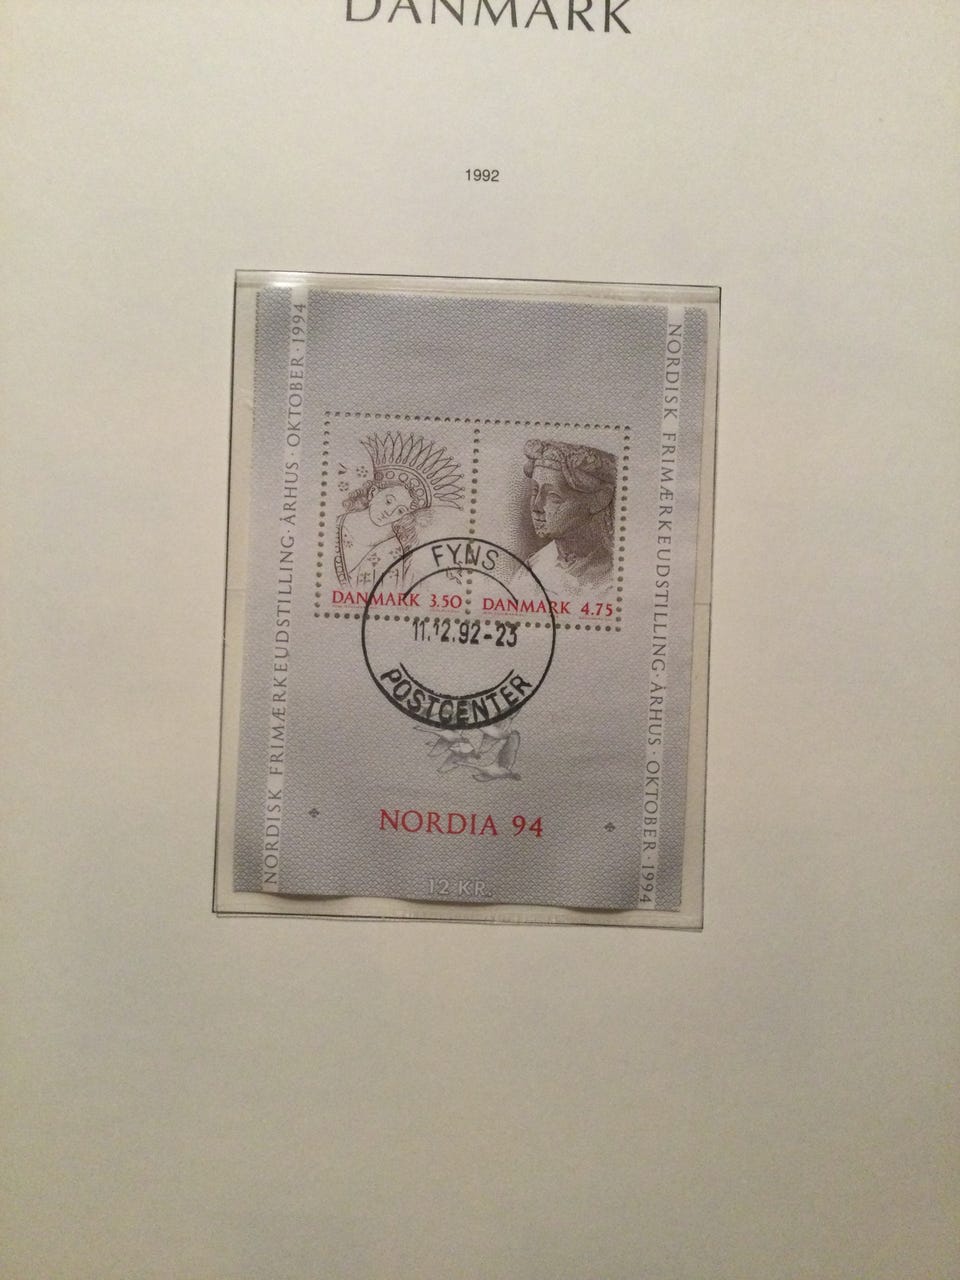 DANMARK
1992
NORDISK FRIMÆRKEUDSTILLING · ÅRHUS · OKTOBER · 1994
NORDISK FRIMÆRKEUDSTILLING · ÅRHUS · OKTOBER · 1994
DANMARK 3.50
DANMARK 4.75
FYNS
11.12.92-23
POSTCENTER
NORDIA 94
12 KR.